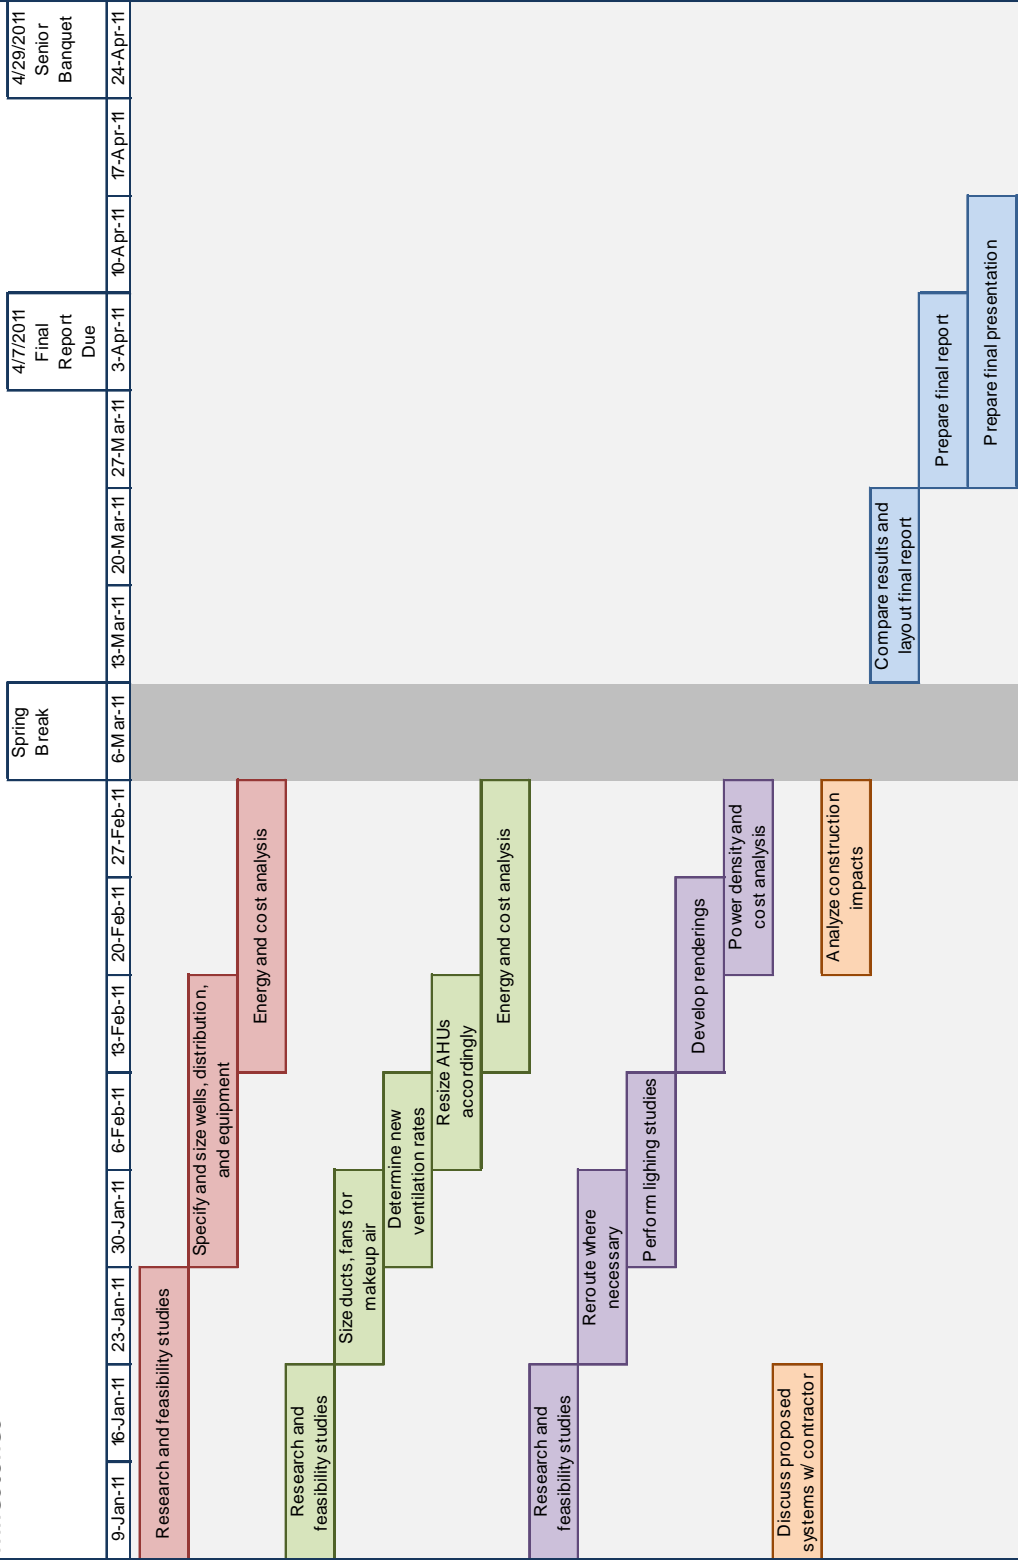 Spring
Break
4/7/2011
Final
Report
Due
4/29/2011
Senior
Banquet
9-Jan-11
16-Jan-11
23-Jan-11
30-Jan-11
6-Feb-11
13-Feb-11
20-Feb-11
27-Feb-11
6-Mar-11
13-Mar-11
20-Mar-11
27-Mar-11
3-Apr-11
10-Apr-11
17-Apr-11
24-Apr-11
Research and feasibility studies
Specify and size wells, distribution,
and equipment
Energy and cost analysis
Research and
feasibility studies
Size ducts, fans for
makeup air
Determine new
ventilation rates
Resize AHUs
accordingly
Energy and cost analysis
Research and
feasibility studies
Reroute where
necessary
Perform lighing studies
Develop renderings
Power density and
cost analysis
Discuss proposed
systems w/ contractor
Analyze construction
impacts
Compare results and
layout final report
Prepare final report
Prepare final presentation